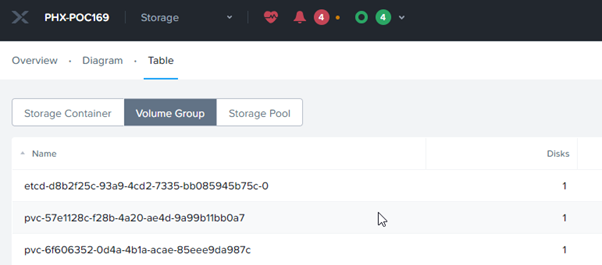 PHX-POC169 Storage 4 4
Overview Diagram Table
Storage Container Volume Group Storage Pool
Name Disks
etcd-d8b2f25c-93a9-4cd2-7335-bb085945b75c-0 1
pvc-57e1128c-f28b-4a20-ae4d-9a99b11bb0a7 1
pvc-6f606352-0d4a-4b1a-acae-85eee9da987c 1